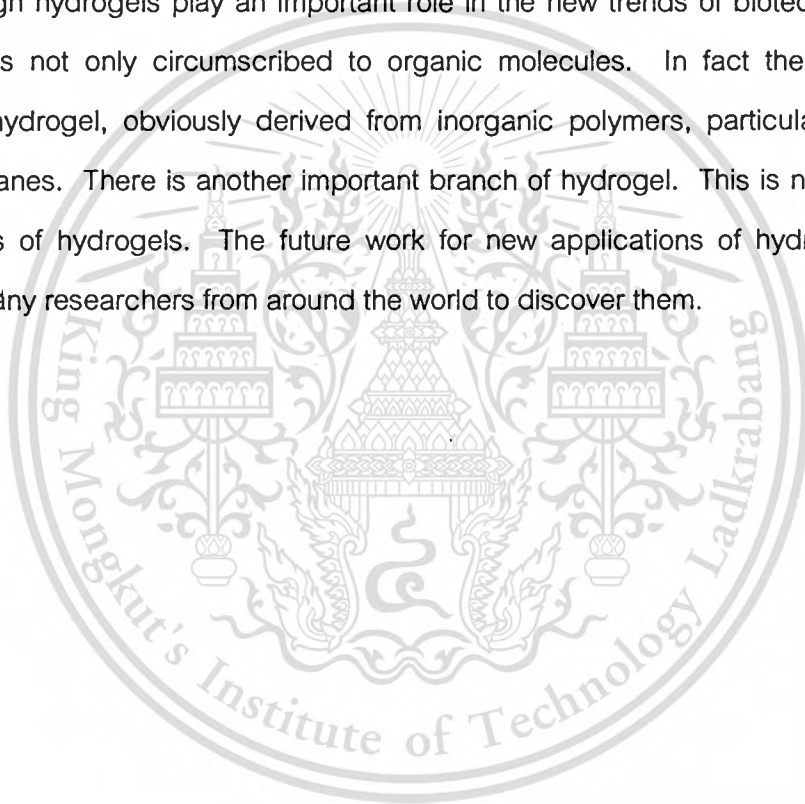 gn hydrogels play an important role in the new trends of biotec
s not only circumscribed to organic molecules. In fact the
hydrogel, obviously derived from inorganic polymers, particula
anes. There is another important branch of hydrogel. This is n
s of hydrogels. The future work for new applications of hyd
any researchers from around the world to discover them.
King Mongkut's Institute of Technology Ladkrabang